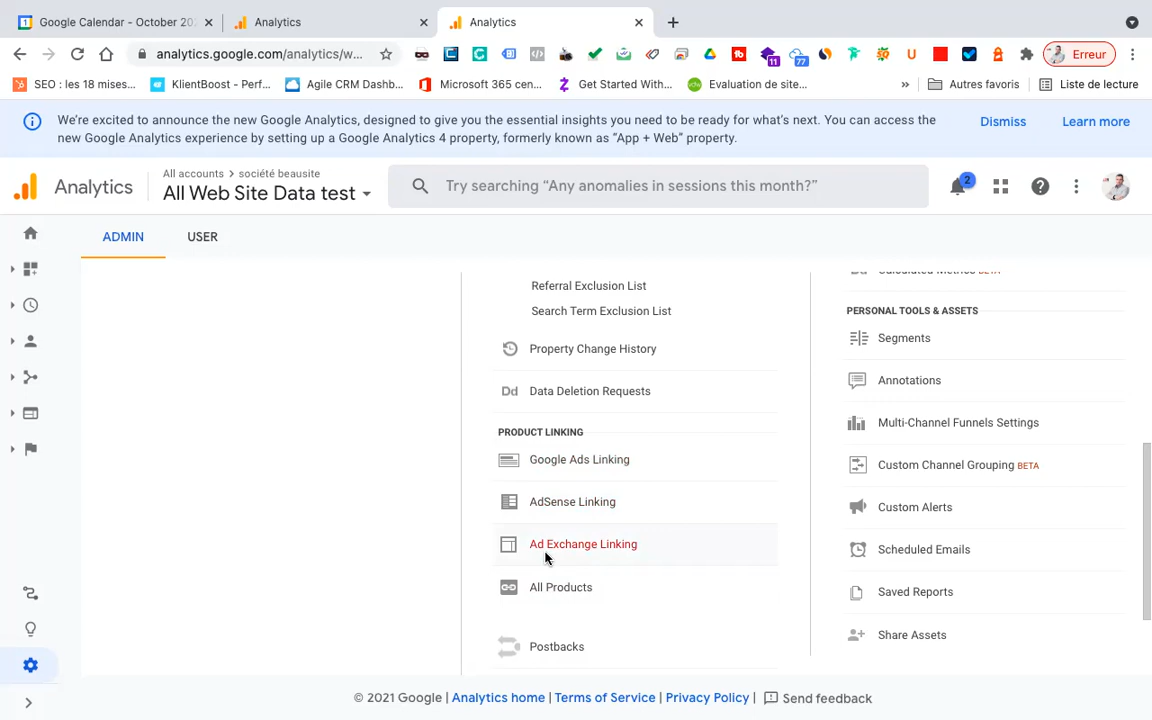 Google Calendar - October 20
Analytics
Analytics
analytics.google.com/analytics/w...
11
77
Erreur
SEO : les 18 mises...
KlientBoost - Perf...
Agile CRM Dashb...
Microsoft 365 cen...
Get Started With...
Evaluation de site...
»
Autres favoris
Liste de lecture
We're excited to announce the new Google Analytics, designed to give you the essential insights you need to be ready for what's next. You can access the
new Google Analytics experience by setting up a Google Analytics 4 property, formerly known as "App + Web" property.
Dismiss
Learn more
Analytics
All accounts > société beausite
All Web Site Data test
Try searching "Any anomalies in sessions this month?"
2
ADMIN
USER
Referral Exclusion List
Search Term Exclusion List
Property Change History
Dd Data Deletion Requests
PRODUCT LINKING
Google Ads Linking
AdSense Linking
Ad Exchange Linking
All Products
Postbacks
Dd Calculated Metrics BETA
PERSONAL TOOLS & ASSETS
Segments
Annotations
Multi-Channel Funnels Settings
Custom Channel Grouping BETA
Custom Alerts
Scheduled Emails
Saved Reports
Share Assets
© 2021 Google | Analytics home | Terms of Service | Privacy Policy | Send feedback